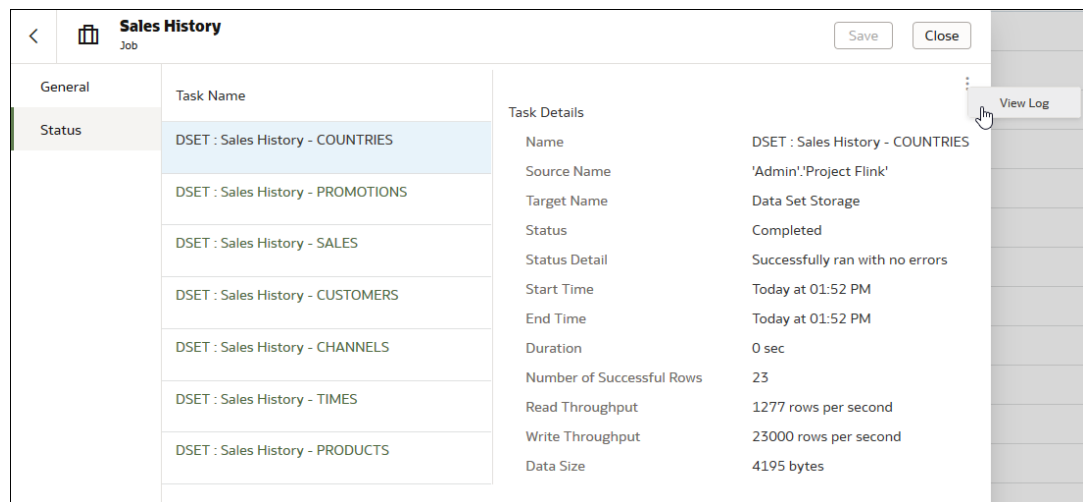 Sales History
Job
Save
Close
General
Status
Task Name
DSET : Sales History - COUNTRIES
DSET : Sales History - PROMOTIONS
DSET : Sales History - SALES
DSET : Sales History - CUSTOMERS
DSET : Sales History - CHANNELS
DSET : Sales History - TIMES
DSET : Sales History - PRODUCTS
View Log
Task Details
Name DSET : Sales History - COUNTRIES
Source Name 'Admin'.'Project Flink'
Target Name Data Set Storage
Status Completed
Status Detail Successfully ran with no errors
Start Time Today at 01:52 PM
End Time Today at 01:52 PM
Duration 0 sec
Number of Successful Rows 23
Read Throughput 1277 rows per second
Write Throughput 23000 rows per second
Data Size 4195 bytes